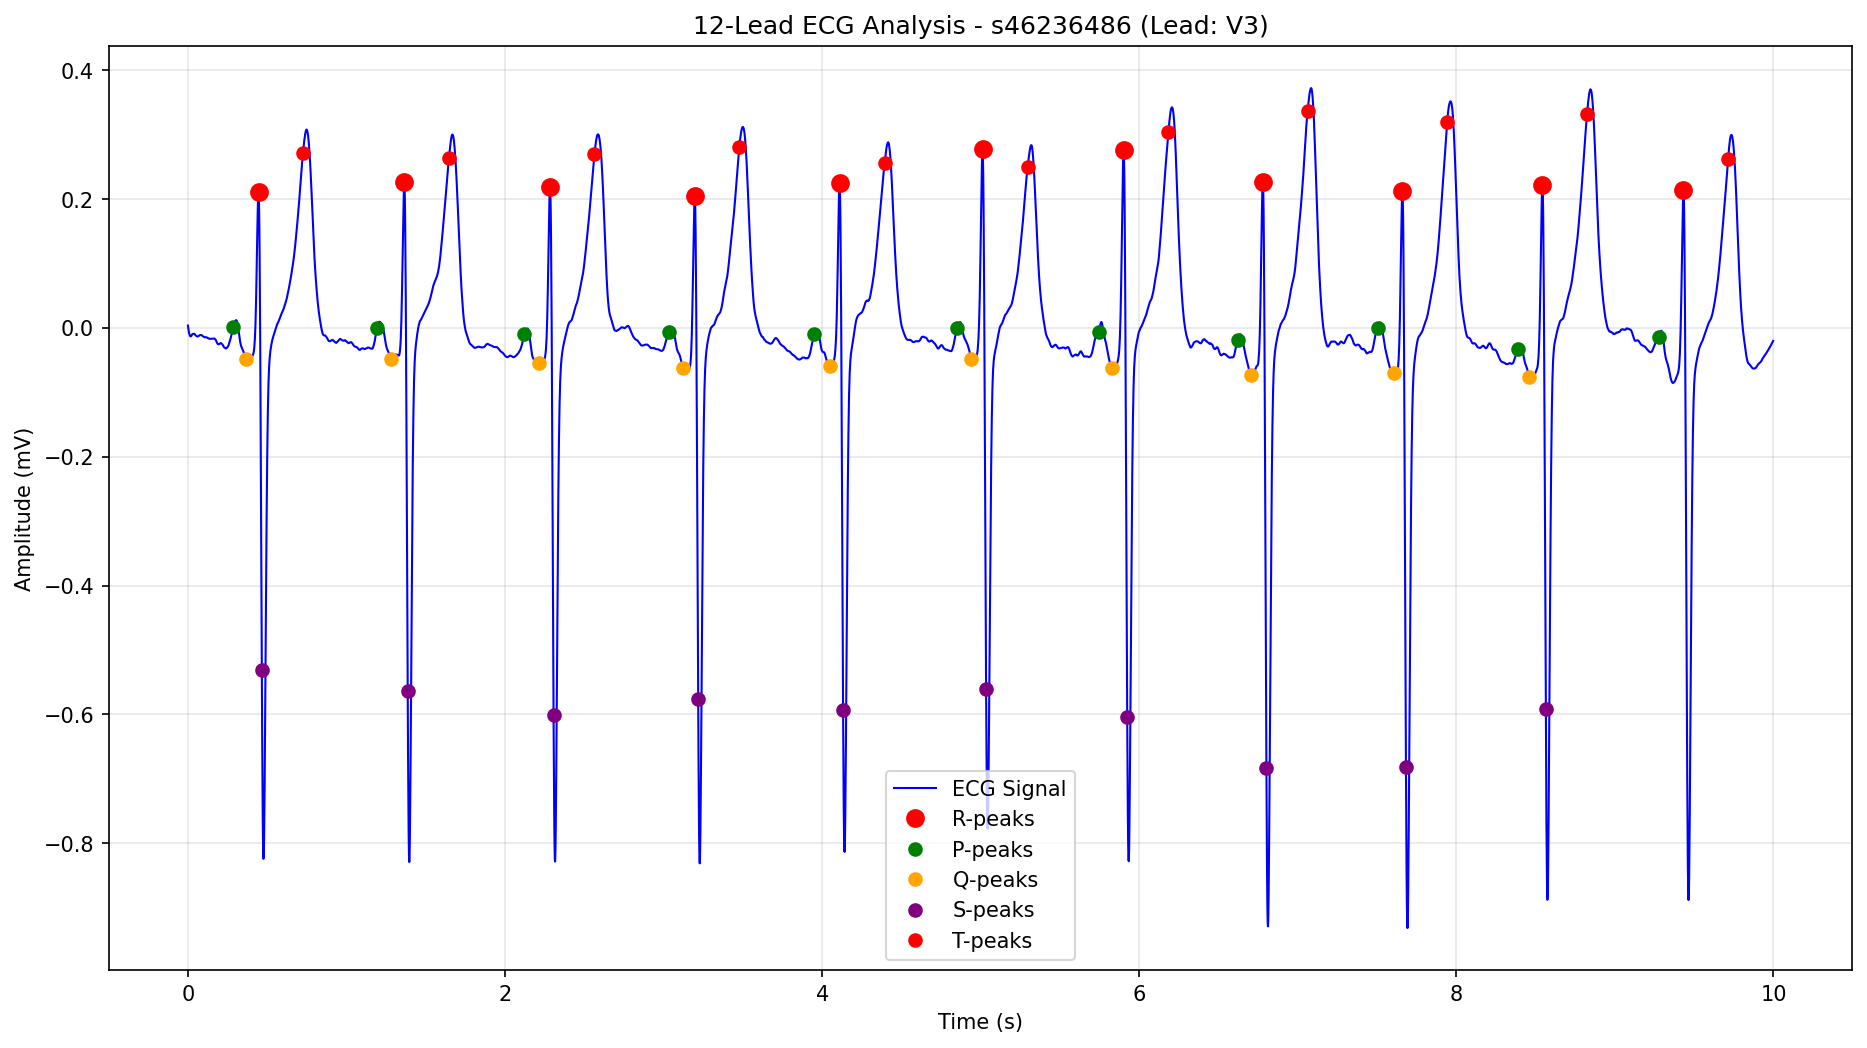 12-Lead ECG Analysis - s46236486 (Lead: V3)
Amplitude (mV)
0.4
0.2
0.0
−0.2
−0.4
−0.6
−0.8
ECG Signal
R-peaks
P-peaks
Q-peaks
S-peaks
T-peaks
0 2 4 6 8 10
Time (s)